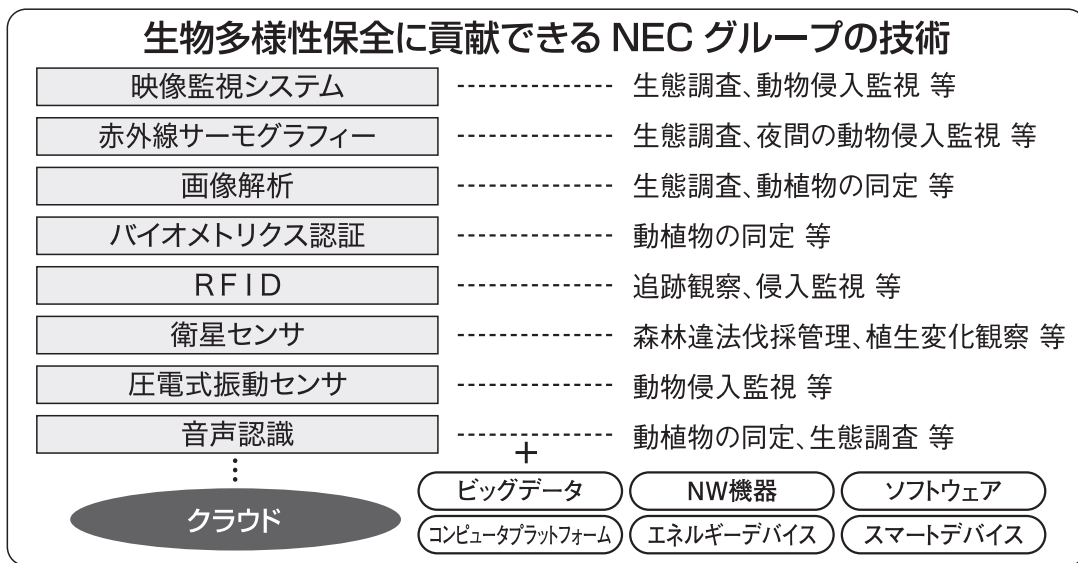 生物多様性保全に貢献できる NEC グループの技術
映像監視システム --------------- 生態調査、動物侵入監視 等
赤外線サーモグラフィー --------------- 生態調査、夜間の動物侵入監視 等
画像解析 --------------- 生態調査、動植物の同定 等
バイオメトリクス認証 --------------- 動植物の同定 等
RFID --------------- 追跡観察、侵入監視 等
衛星センサ --------------- 森林違法伐採管理、植生変化観察 等
圧電式振動センサ --------------- 動物侵入監視 等
音声認識 --------------- 動植物の同定、生態調査 等
⋮ +
ビッグデータ NW機器 ソフトウェア
クラウド
コンピュータプラットフォーム エネルギーデバイス スマートデバイス